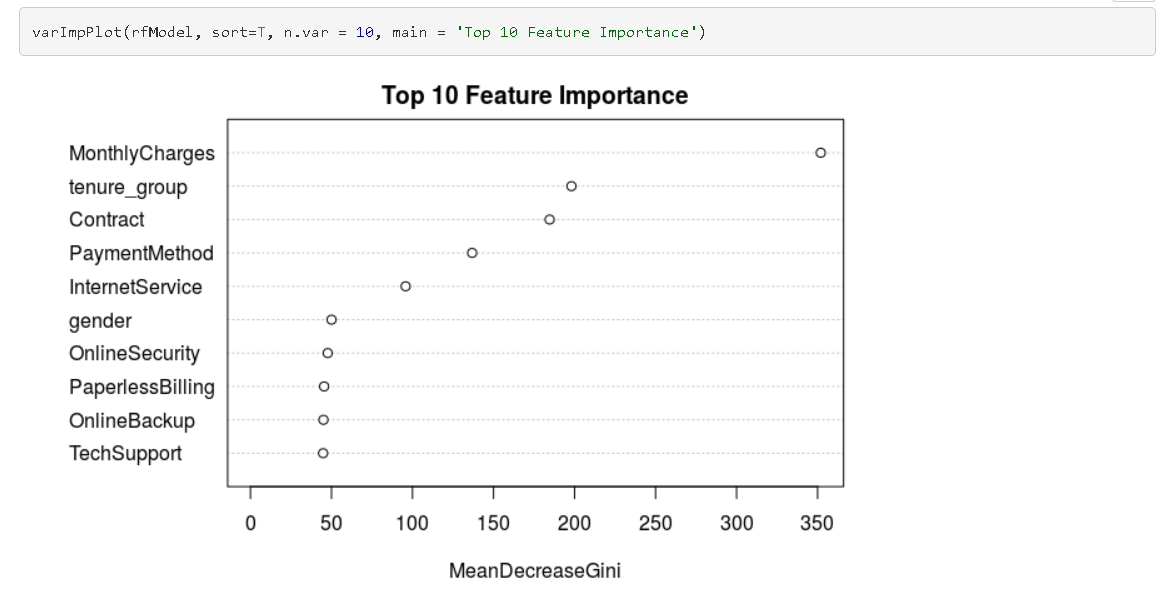 varImpPlot(rfModel, sort=T, n.var = 10, main = 'Top 10 Feature Importance')
Top 10 Feature Importance
MonthlyCharges
tenure_group
Contract
PaymentMethod
InternetService
gender
OnlineSecurity
PaperlessBilling
OnlineBackup
TechSupport
0 50 100 150 200 250 300 350
MeanDecreaseGini